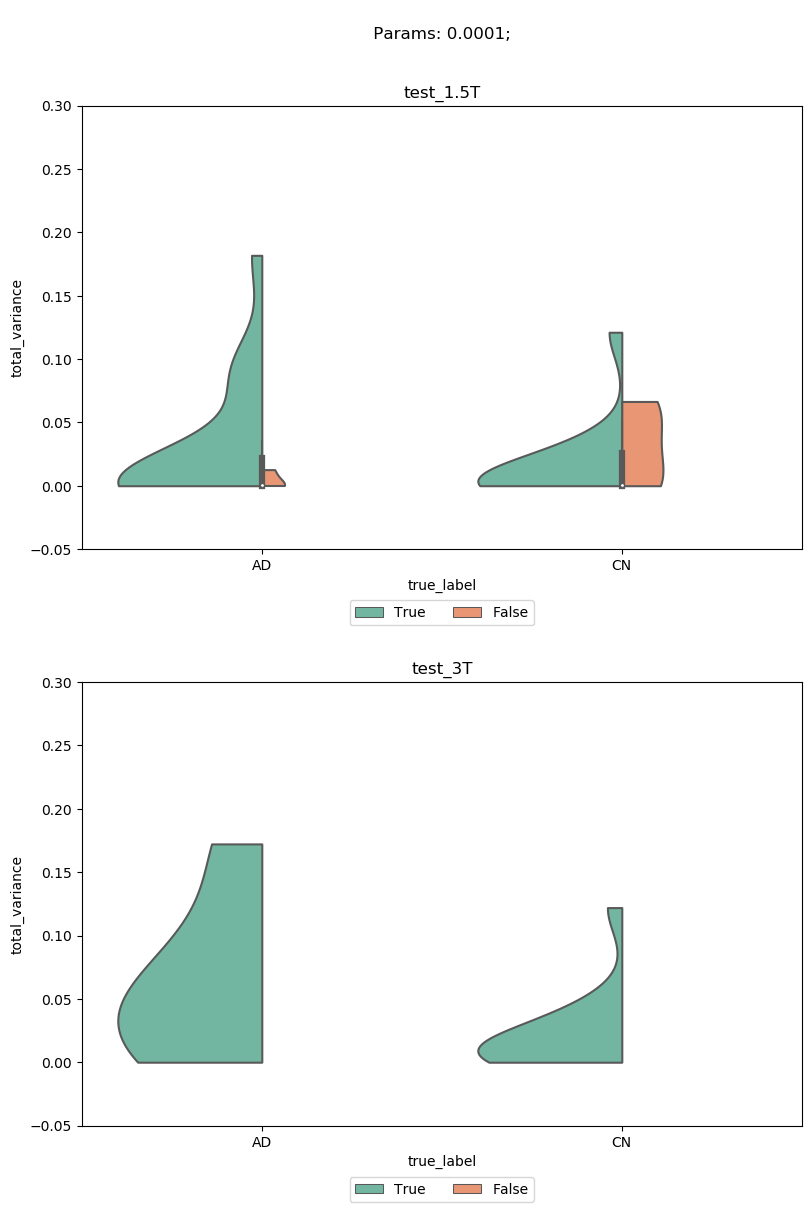 Params: 0.0001;
test_1.5T
0.30
0.25
0.20
0.15
0.10
0.05
0.00
−0.05
total_variance
AD CN
true_label
True False
test_3T
0.30
0.25
0.20
0.15
0.10
0.05
0.00
−0.05
total_variance
AD CN
true_label
True False